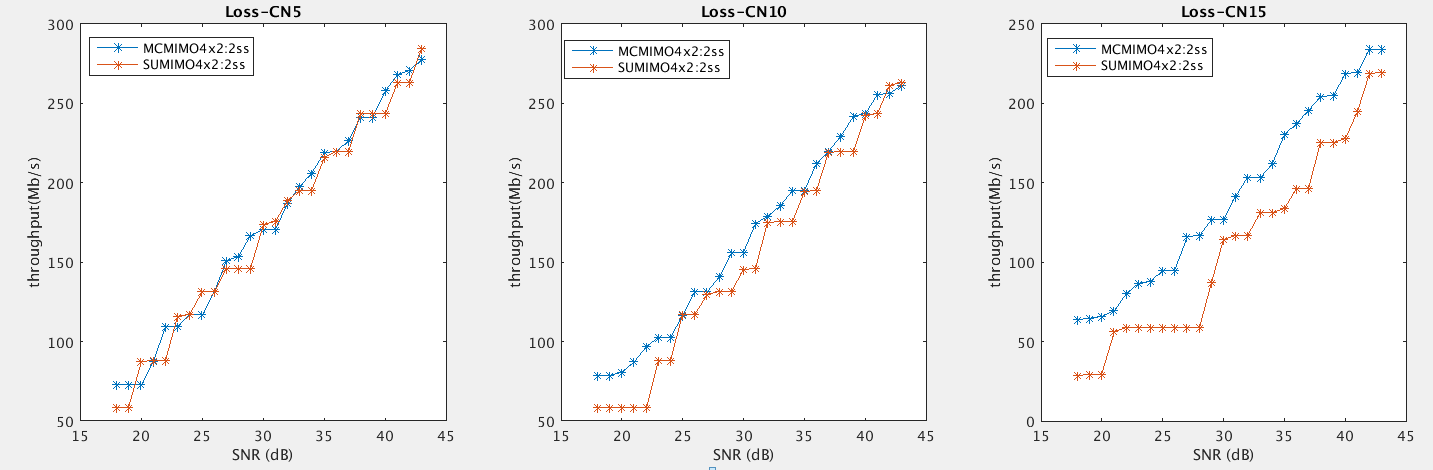 Loss-CN5
300
250
200
150
100
50
throughput(Mb/s)
MCMIMO4x2:2ss
SUMIMO4x2:2ss
15 20 25 30 35 40 45
SNR (dB)
Loss-CN10
300
250
200
150
100
50
throughput(Mb/s)
MCMIMO4x2:2ss
SUMIMO4x2:2ss
15 20 25 30 35 40 45
SNR (dB)
Loss-CN15
250
200
150
100
50
0
throughput(Mb/s)
MCMIMO4x2:2ss
SUMIMO4x2:2ss
15 20 25 30 35 40 45
SNR (dB)